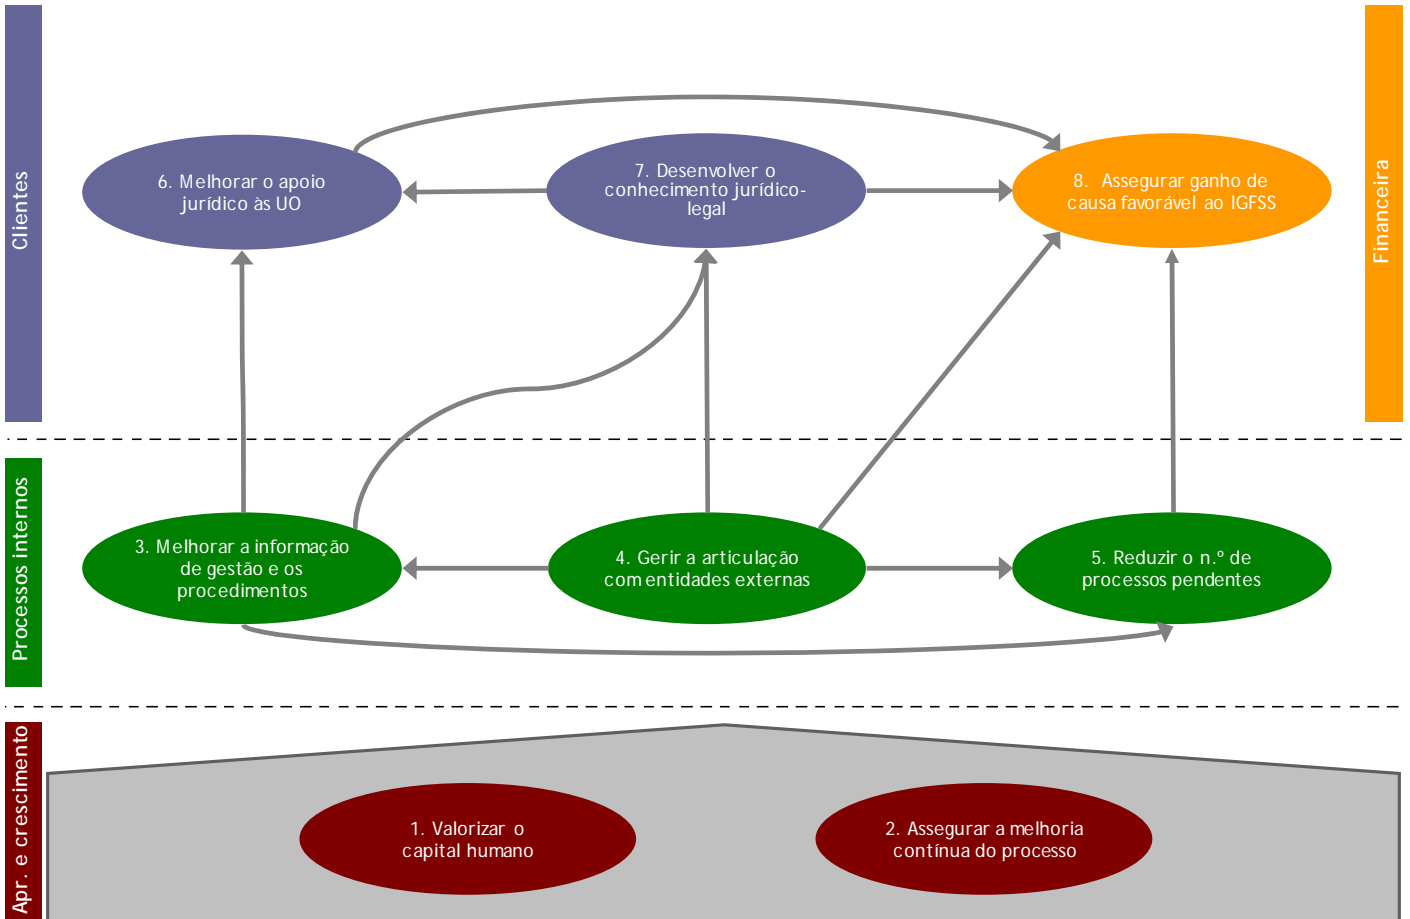 Clientes
6. Melhorar o apoio
jurídico às UO
7. Desenvolver o
conhecimento jurídico-
legal
8. Assegurar ganho de
causa favorável ao IGFSS
Financeira
Processos internos
3. Melhorar a informação
de gestão e os
procedimentos
4. Gerir a articulação
com entidades externas
5. Reduzir o n.º de
processos pendentes
Apr. e crescimento
1. Valorizar o
capital humano
2. Assegurar a melhoria
contínua do processo